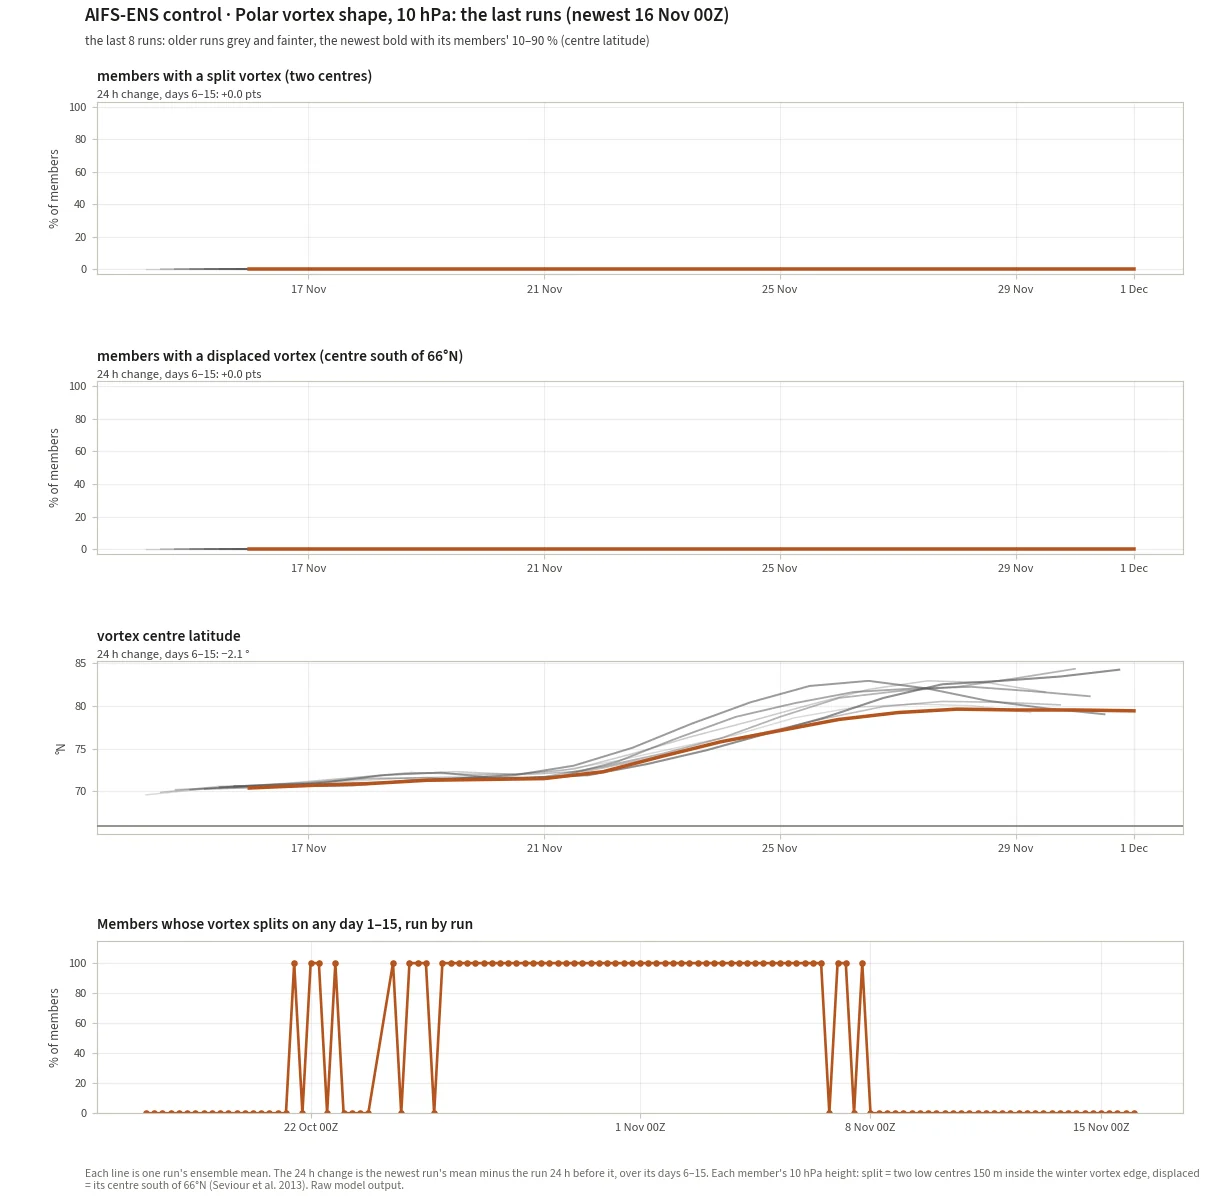 AIFS-ENS control · Polar vortex shape, 10 hPa: the last runs (newest 16 Nov 00Z)
the last 8 runs: older runs grey and fainter, the newest bold with its members' 10–90 % (centre latitude)
members with a split vortex (two centres)
24 h change, days 6–15: +0.0 pts
% of members
100
80
60
40
20
0
17 Nov
21 Nov
25 Nov
29 Nov
1 Dec
members with a displaced vortex (centre south of 66°N)
24 h change, days 6–15: +0.0 pts
% of members
100
80
60
40
20
0
17 Nov
21 Nov
25 Nov
29 Nov
1 Dec
vortex centre latitude
24 h change, days 6–15: −2.1 °
°N
85
80
75
70
17 Nov
21 Nov
25 Nov
29 Nov
1 Dec
Members whose vortex splits on any day 1–15, run by run
% of members
100
80
60
40
20
0
22 Oct 00Z
1 Nov 00Z
8 Nov 00Z
15 Nov 00Z
Each line is one run's ensemble mean. The 24 h change is the newest run's mean minus the run 24 h before it, over its days 6–15. Each member's 10 hPa height: split = two low centres 150 m inside the winter vortex edge, displaced
= its centre south of 66°N (Seviour et al. 2013). Raw model output.